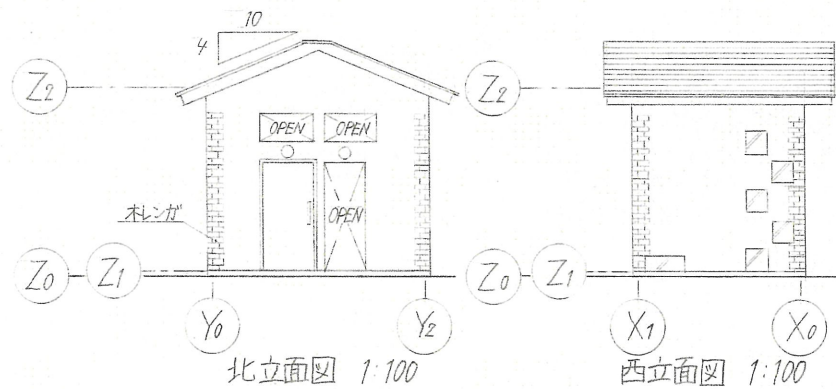 10
4
Z2
OPEN OPEN
木レンガ
OPEN
Z0 Z1
Y0 Y2
北立面図 1:100
Z2
Z0 Z1
X1 X0
西立面図 1:100